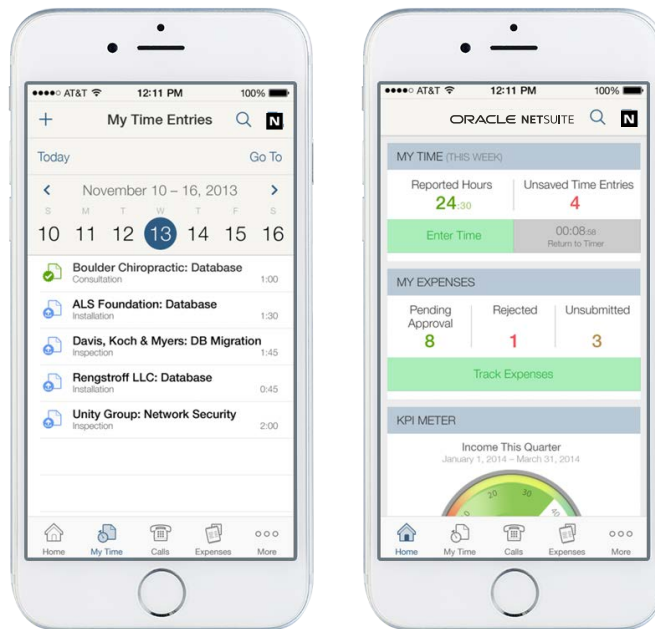 AT&T 12:11 PM 100%
My Time Entries N
Today Go To
November 10 – 16, 2013
S M T W T F S
10 11 12 13 14 15 16
Boulder Chiropractic: Database
Consultation 1:00
ALS Foundation: Database
Installation 1:30
Davis, Koch & Myers: DB Migration
Inspection 1:45
Rengstroff LLC: Database
Installation 0:45
Unity Group: Network Security
Inspection 2:00
Home My Time Calls Expenses More
AT&T 12:11 PM 100%
ORACLE NETSUITE N
MY TIME (THIS WEEK)
Reported Hours Unsaved Time Entries
24:30 4
Enter Time 00:08:58
Return to Timer
MY EXPENSES
Pending Approval Rejected Unsubmitted
8 1 3
Track Expenses
KPI METER
Income This Quarter
January 1, 2014 – March 31, 2014
20 30 40
Home My Time Calls Expenses More